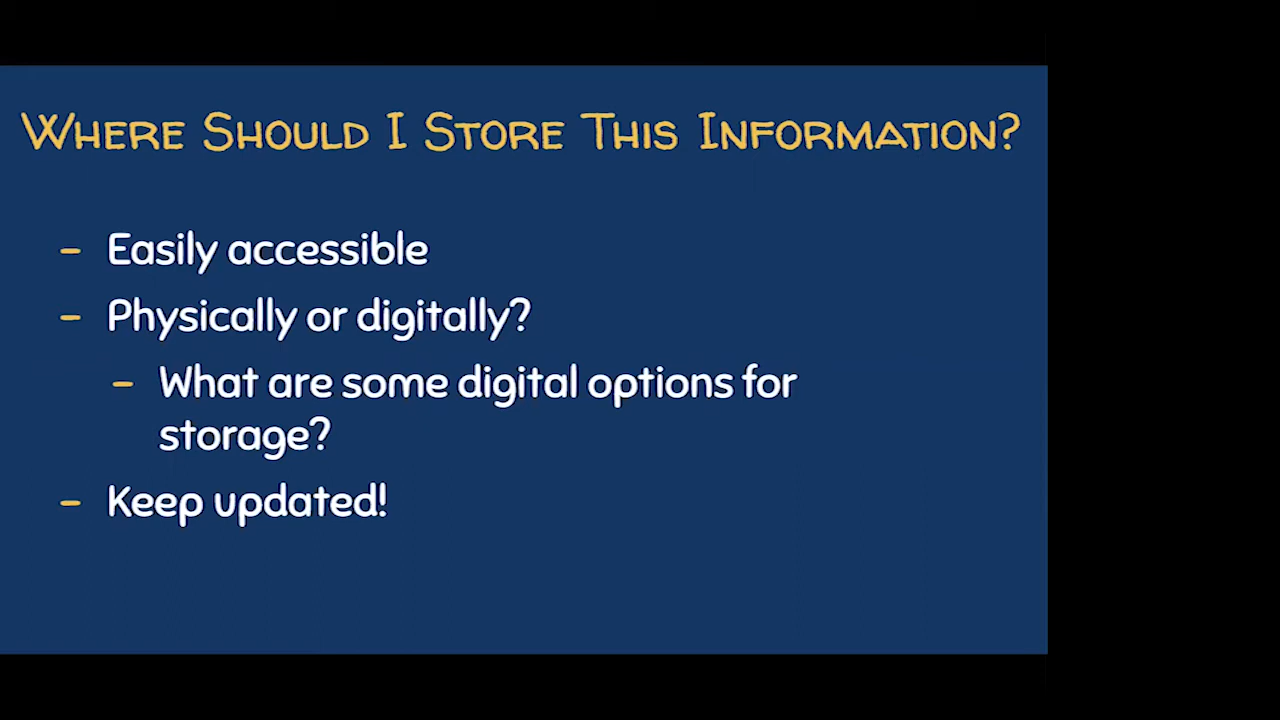 Where Should I Store This Information?
- Easily accessible
- Physically or digitally?
- What are some digital options for
storage?
- Keep updated!